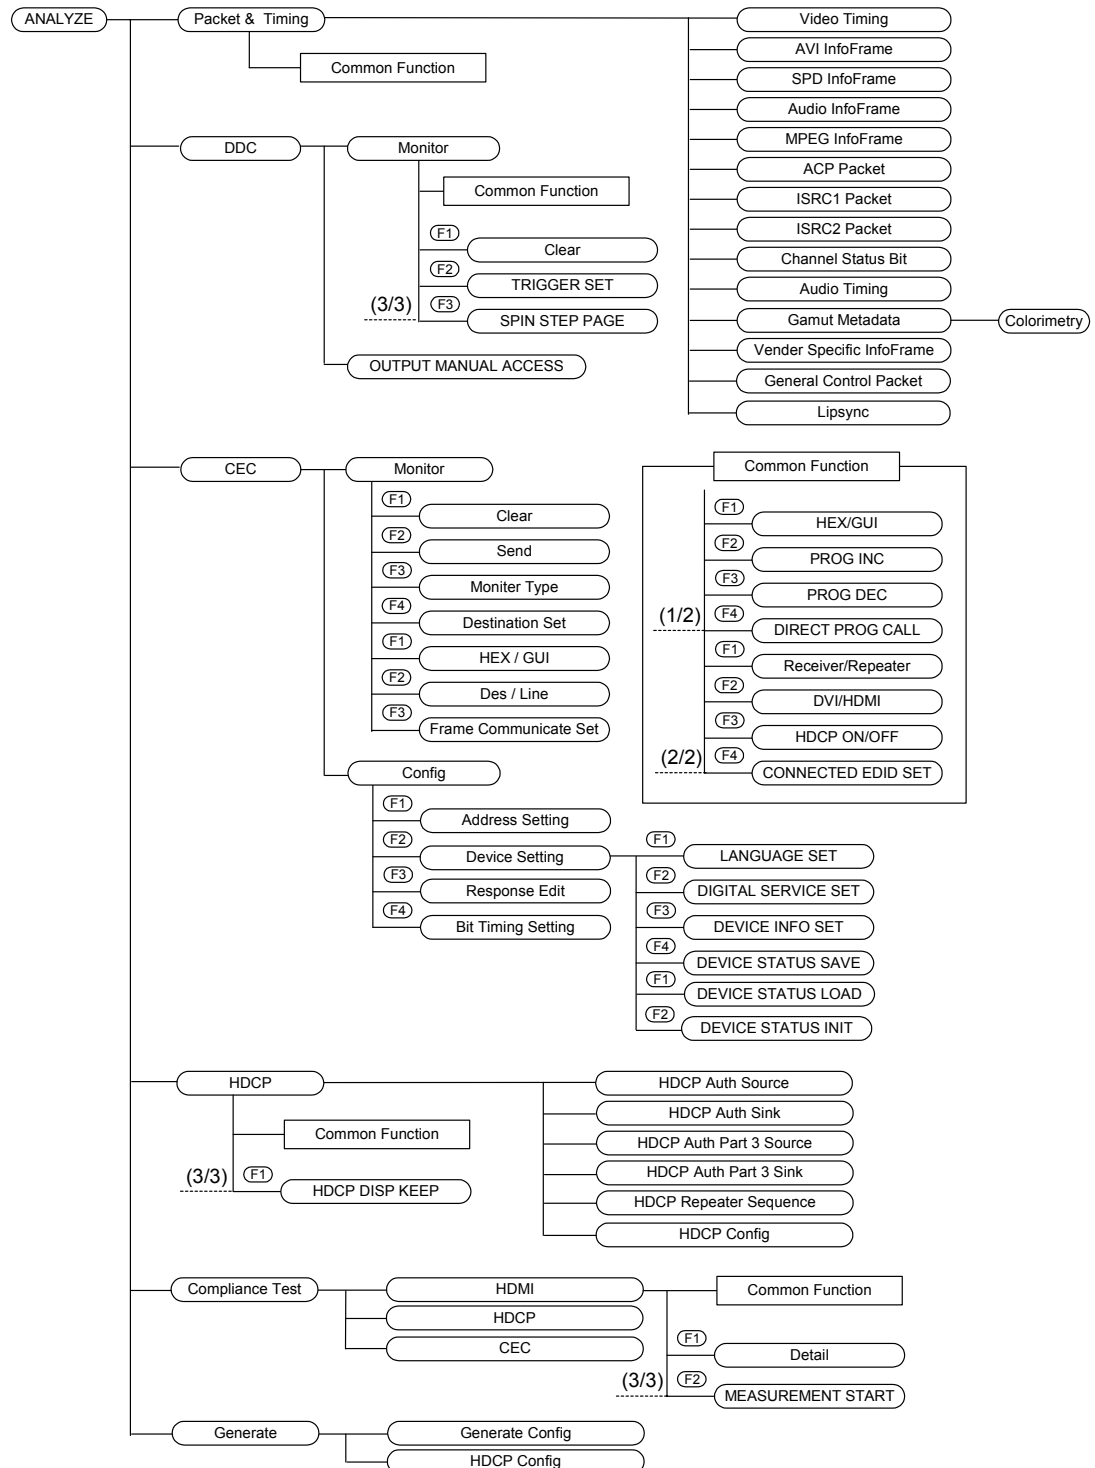 ANALYZE
Packet & Timing
Common Function
Video Timing
AVI InfoFrame
SPD InfoFrame
Audio InfoFrame
MPEG InfoFrame
ACP Packet
ISRC1 Packet
ISRC2 Packet
Channel Status Bit
Audio Timing
Gamut Metadata
Colorimetry
Vender Specific InfoFrame
General Control Packet
Lipsync
DDC
Monitor
Common Function
F1
Clear
F2
TRIGGER SET
(3/3)
F3
SPIN STEP PAGE
OUTPUT MANUAL ACCESS
CEC
Monitor
F1
Clear
F2
Send
F3
Moniter Type
F4
Destination Set
F1
HEX / GUI
F2
Des / Line
F3
Frame Communicate Set
Config
F1
Address Setting
F2
Device Setting
F3
Response Edit
F4
Bit Timing Setting
F1
LANGUAGE SET
F2
DIGITAL SERVICE SET
F3
DEVICE INFO SET
F4
DEVICE STATUS SAVE
F1
DEVICE STATUS LOAD
F2
DEVICE STATUS INIT
Common Function
F1
HEX/GUI
F2
PROG INC
F3
PROG DEC
(1/2)
F4
DIRECT PROG CALL
F1
Receiver/Repeater
F2
DVI/HDMI
F3
HDCP ON/OFF
(2/2)
F4
CONNECTED EDID SET
HDCP
Common Function
(3/3)
F1
HDCP DISP KEEP
HDCP Auth Source
HDCP Auth Sink
HDCP Auth Part 3 Source
HDCP Auth Part 3 Sink
HDCP Repeater Sequence
HDCP Config
Compliance Test
HDMI
HDCP
CEC
Common Function
F1
Detail
(3/3)
F2
MEASUREMENT START
Generate
Generate Config
HDCP Config